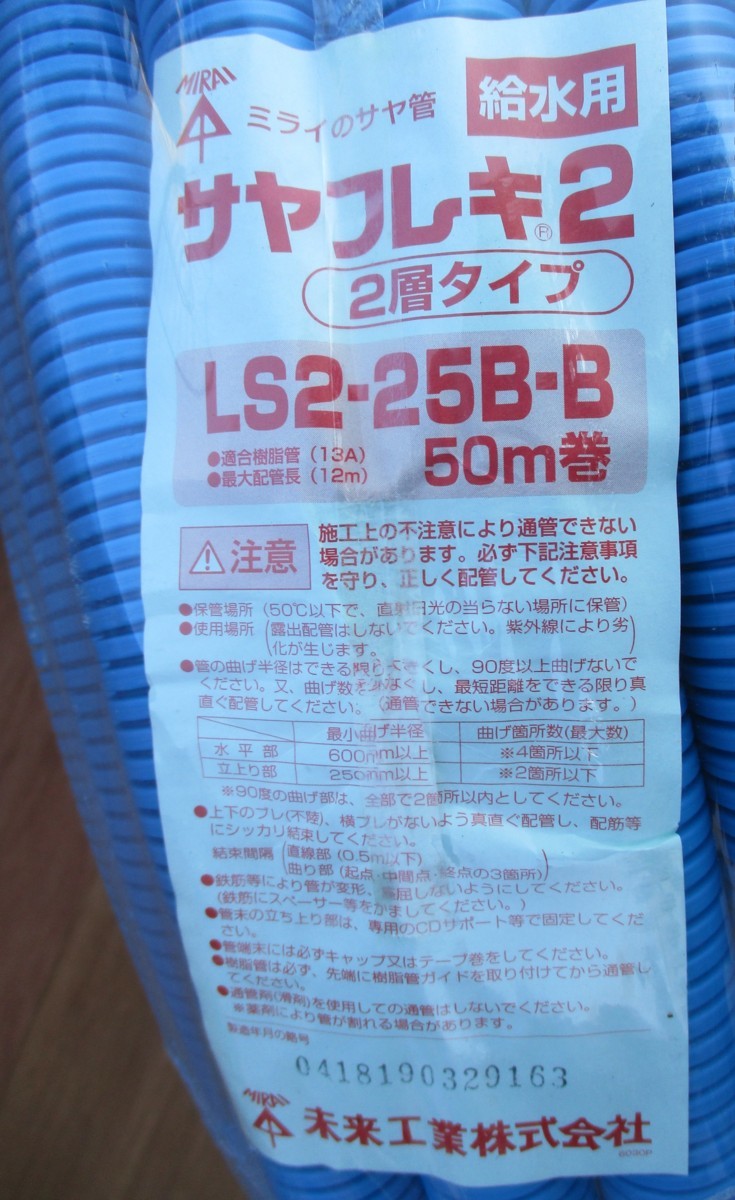 MIRAI
ミライのサヤ管
給水用
サヤフレキ®2
2層タイプ
LS2-25B-B
●適合樹脂管(13A)
●最大配管長(12m)
50m巻
注意
施工上の不注意により通管できない
場合があります。必ず下記注意事項
を守り、正しく配管してください。
●保管場所(50℃以下で、直射日光の当らない場所に保管)
●使用場所(露出配管はしないでください。紫外線により劣
化が生じます。)
●管の曲げ半径はできる限り大きくし、90度以上曲げないで
ください。又、曲げ数を少なくし、最短距離をできる限り真
直ぐ配管してください。(通管できない場合があります。)
最小曲げ半径 曲げ箇所数(最大数)
水平部 600mm以上 ※4箇所以下
立上り部 250mm以上 ※2箇所以下
※90度の曲げ部は、全部で2箇所以内としてください。
●上下のブレ(不陸)、横ブレがないよう真直ぐ配管し、配筋等
にシッカリ結束してください。
結束間隔(直線部(0.5m以下)
曲り部(起点・中間点・終点の3箇所))
●鉄筋等により管が変形、屈しないようにしてください。
(鉄筋にスペーサー等をかましてください。)
●管末の立ち上り部は、専用のCDサポート等で固定してくだ
さい。
●管端末には必ずキャップ又はテープ巻をしてください。
●樹脂管は必ず、先端に樹脂管ガイドを取り付けてから通管し
てください。
●通管剤(滑剤)を使用しての通管はしないでください。
※薬剤により管が割れる場合があります。
製造年月の略号
0418190329163
MIRAI
未来工業株式会社